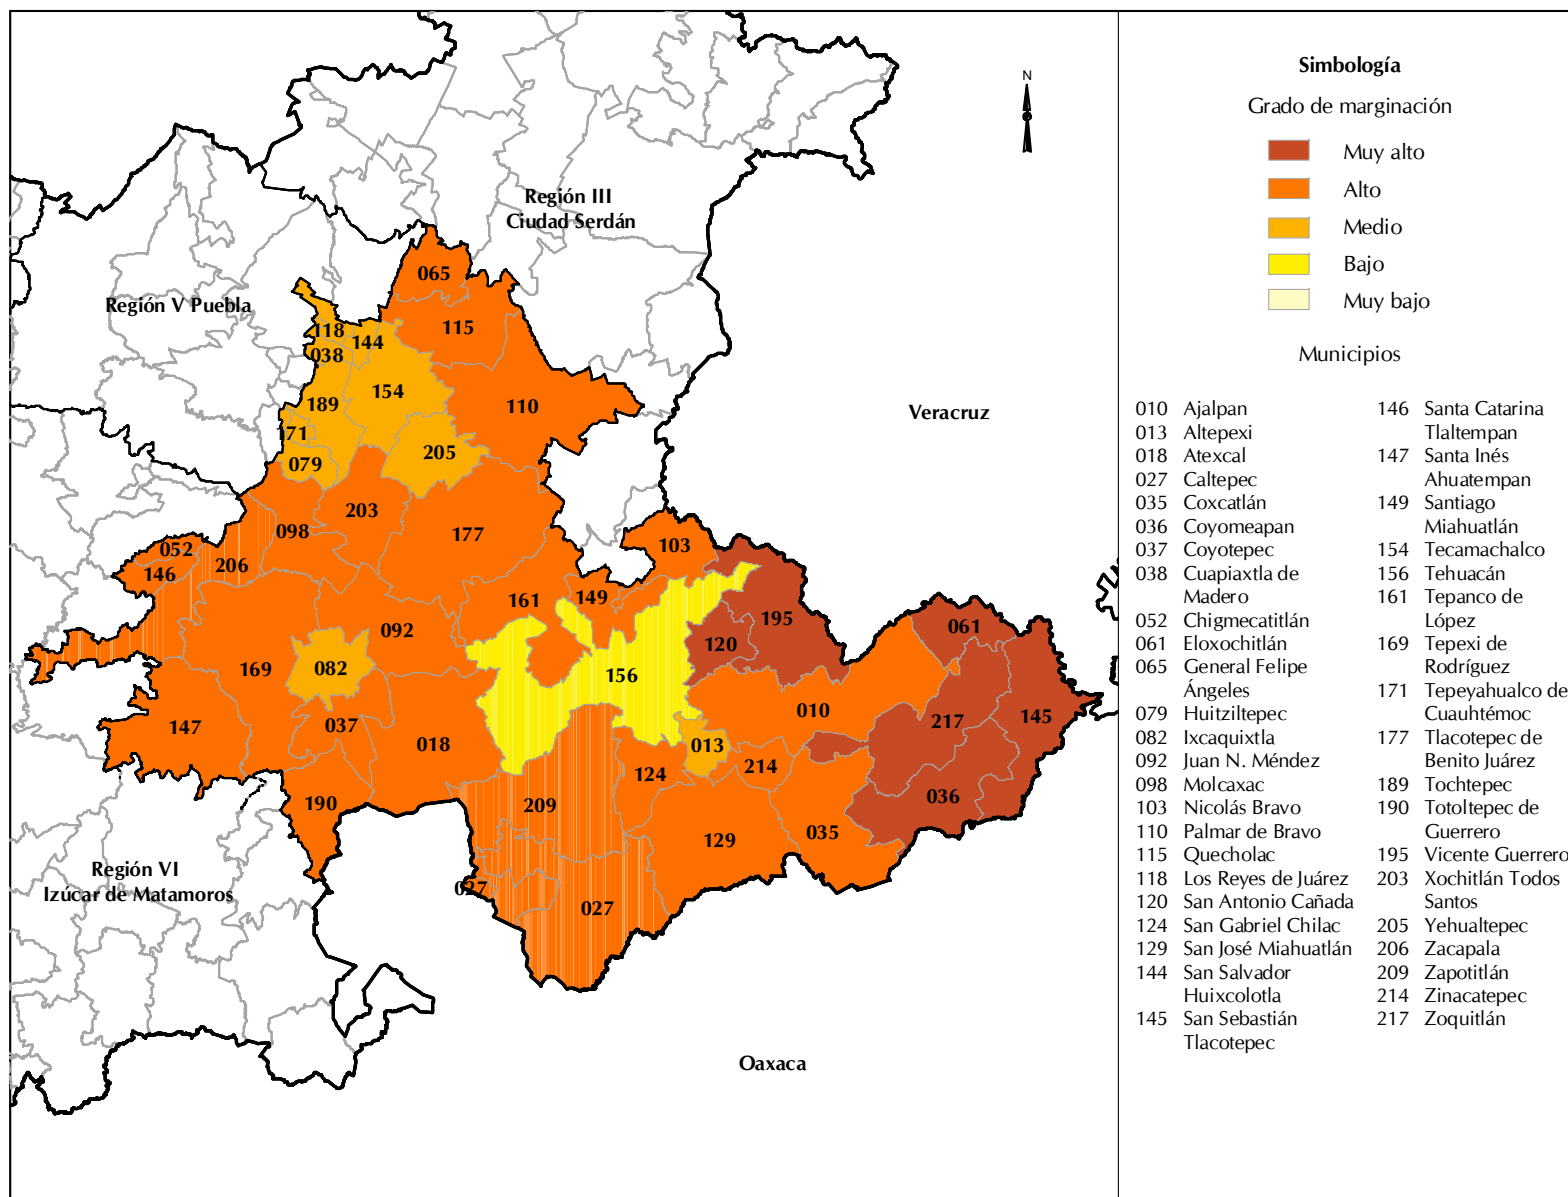 N
Región III
Ciudad Serdán
Región V Puebla
Veracruz
Región VI
Izúcar de Matamoros
Oaxaca
065
118
144
115
038
154
189
110
71
205
079
203
098
177
052
206
103
146
161
149
092
195
061
120
169
082
156
010
217
145
147
037
018
013
124
214
190
209
036
035
129
027
027
Simbología
Grado de marginación
Muy alto
Alto
Medio
Bajo
Muy bajo
Municipios
010 Ajalpan
013 Altepexi
018 Atexcal
027 Caltepec
035 Coxcatlán
036 Coyomeapan
037 Coyotepec
038 Cuapiaxtla de
Madero
052 Chigmecatitlán
061 Eloxochitlán
065 General Felipe
Ángeles
079 Huitziltepec
082 Ixcaquixtla
092 Juan N. Méndez
098 Molcaxac
103 Nicolás Bravo
110 Palmar de Bravo
115 Quecholac
118 Los Reyes de Juárez
120 San Antonio Cañada
124 San Gabriel Chilac
129 San José Miahuatlán
144 San Salvador
Huixcolotla
145 San Sebastián
Tlacotepec
146 Santa Catarina
Tlaltempan
147 Santa Inés
Ahuatempan
149 Santiago
Miahuatlán
154 Tecamachalco
156 Tehuacán
161 Tepanco de
López
169 Tepexi de
Rodríguez
171 Tepeyahualco de
Cuauhtémoc
177 Tlacotepec de
Benito Juárez
189 Tochtepec
190 Totoltepec de
Guerrero
195 Vicente Guerrero
203 Xochitlán Todos
Santos
205 Yehualtepec
206 Zacapala
209 Zapotitlán
214 Zinacatepec
217 Zoquitlán